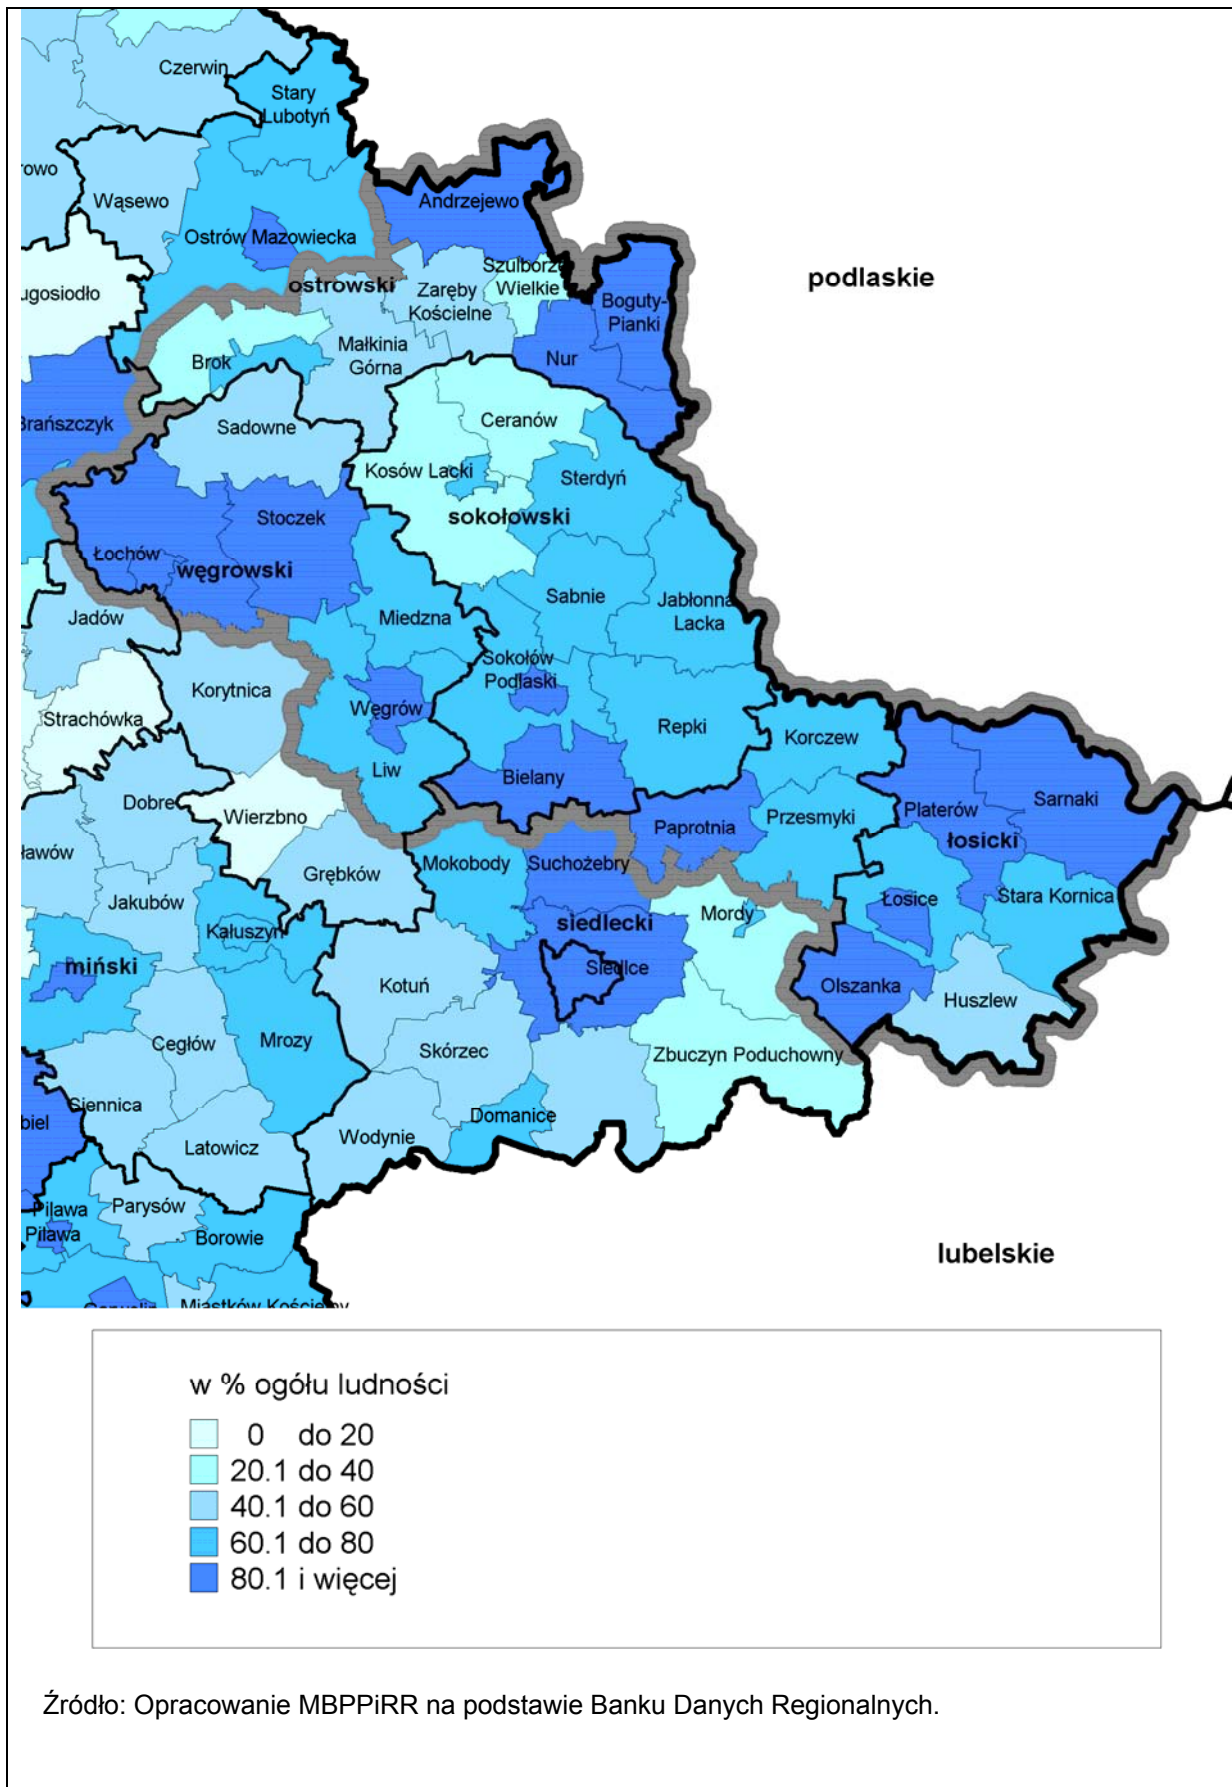 Czerwin
Stary
Lubotyń
rowo
Wąsewo
Andrzejewo
Ostrów Mazowiecka
podlaskie
ugosiodło
ostrowski
Szulborze
Wielkie
Zaręby
Kościelne
Boguty-
Pianki
Małkinia
Górna
Nur
Brok
Brańszczyk
Sadowne
Ceranów
Kosów Lacki
Sterdyń
Stoczek
sokołowski
Łochów
węgrowski
Sabnie
Jabłonna
Lacka
Jadów
Miedzna
Sokołów
Podlaski
Korytnica
Strachówka
Węgrów
Repki
Korczew
Liw
Bielany
Dobre
Wierzbno
Platerów
Sarnaki
Przesmyki
Paprotnia
łosicki
ławów
Mokobody
Suchożebry
Grębków
Jakubów
Łosice
Stara Kornica
Mordy
siedlecki
Kałuszyn
miński
Siedlce
Kotuń
Olszanka
Huszlew
Cegłów
Mrozy
Skórzec
Zbuczyn Poduchowny
Siennica
biel
Domanice
Wodynie
Latowicz
Parysów
Pilawa
Pilawa
Borowie
lubelskie
Garwolin
Miastków Kościelny
w % ogółu ludności
0 do 20
20.1 do 40
40.1 do 60
60.1 do 80
80.1 i więcej
Źródło: Opracowanie MBPPiRR na podstawie Banku Danych Regionalnych.